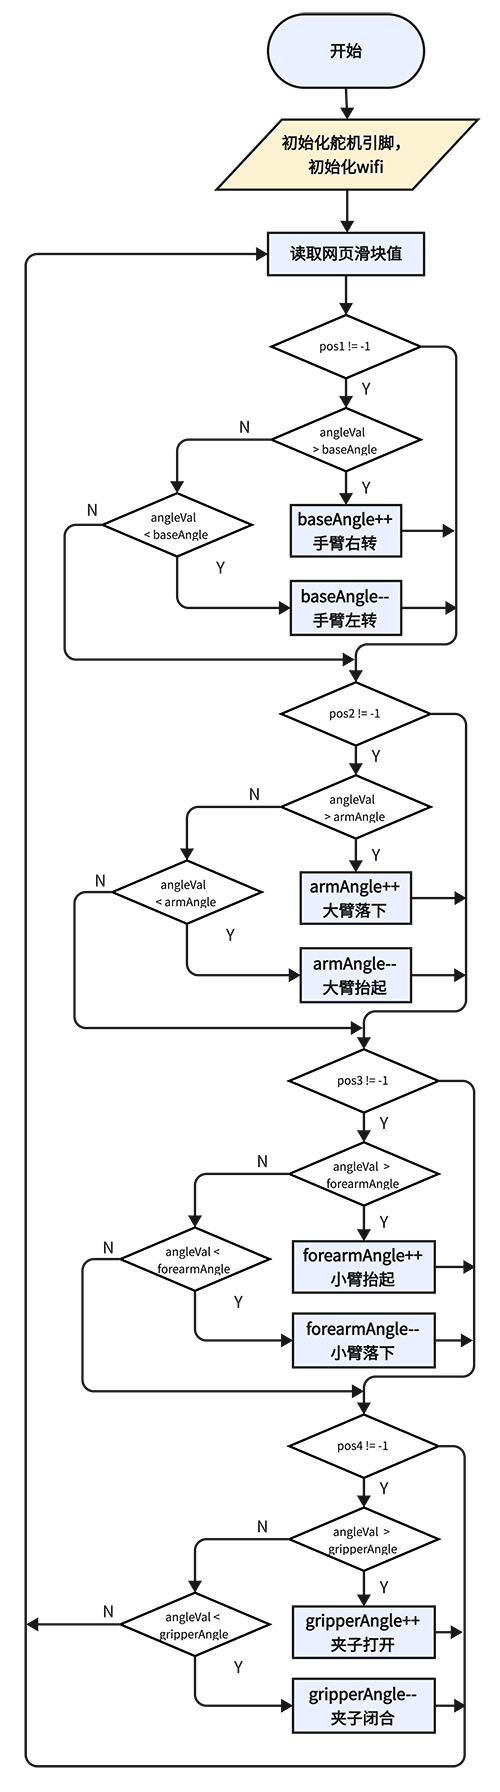 开始
初始化舵机引脚，
初始化wifi
读取网页滑块值
pos1 != -1
Y
angleVal
> baseAngle
N
Y
angleVal
< baseAngle
N
baseAngle++
手臂右转
Y
baseAngle--
手臂左转
pos2 != -1
Y
angleVal
> armAngle
N
Y
angleVal
< armAngle
N
armAngle++
大臂落下
Y
armAngle--
大臂抬起
pos3 != -1
Y
angleVal >
forearmAngle
N
Y
angleVal <
forearmAngle
N
forearmAngle++
小臂抬起
Y
forearmAngle--
小臂落下
pos4 != -1
Y
angleVal >
gripperAngle
N
Y
angleVal <
gripperAngle
N
gripperAngle++
夹子打开
Y
gripperAngle--
夹子闭合